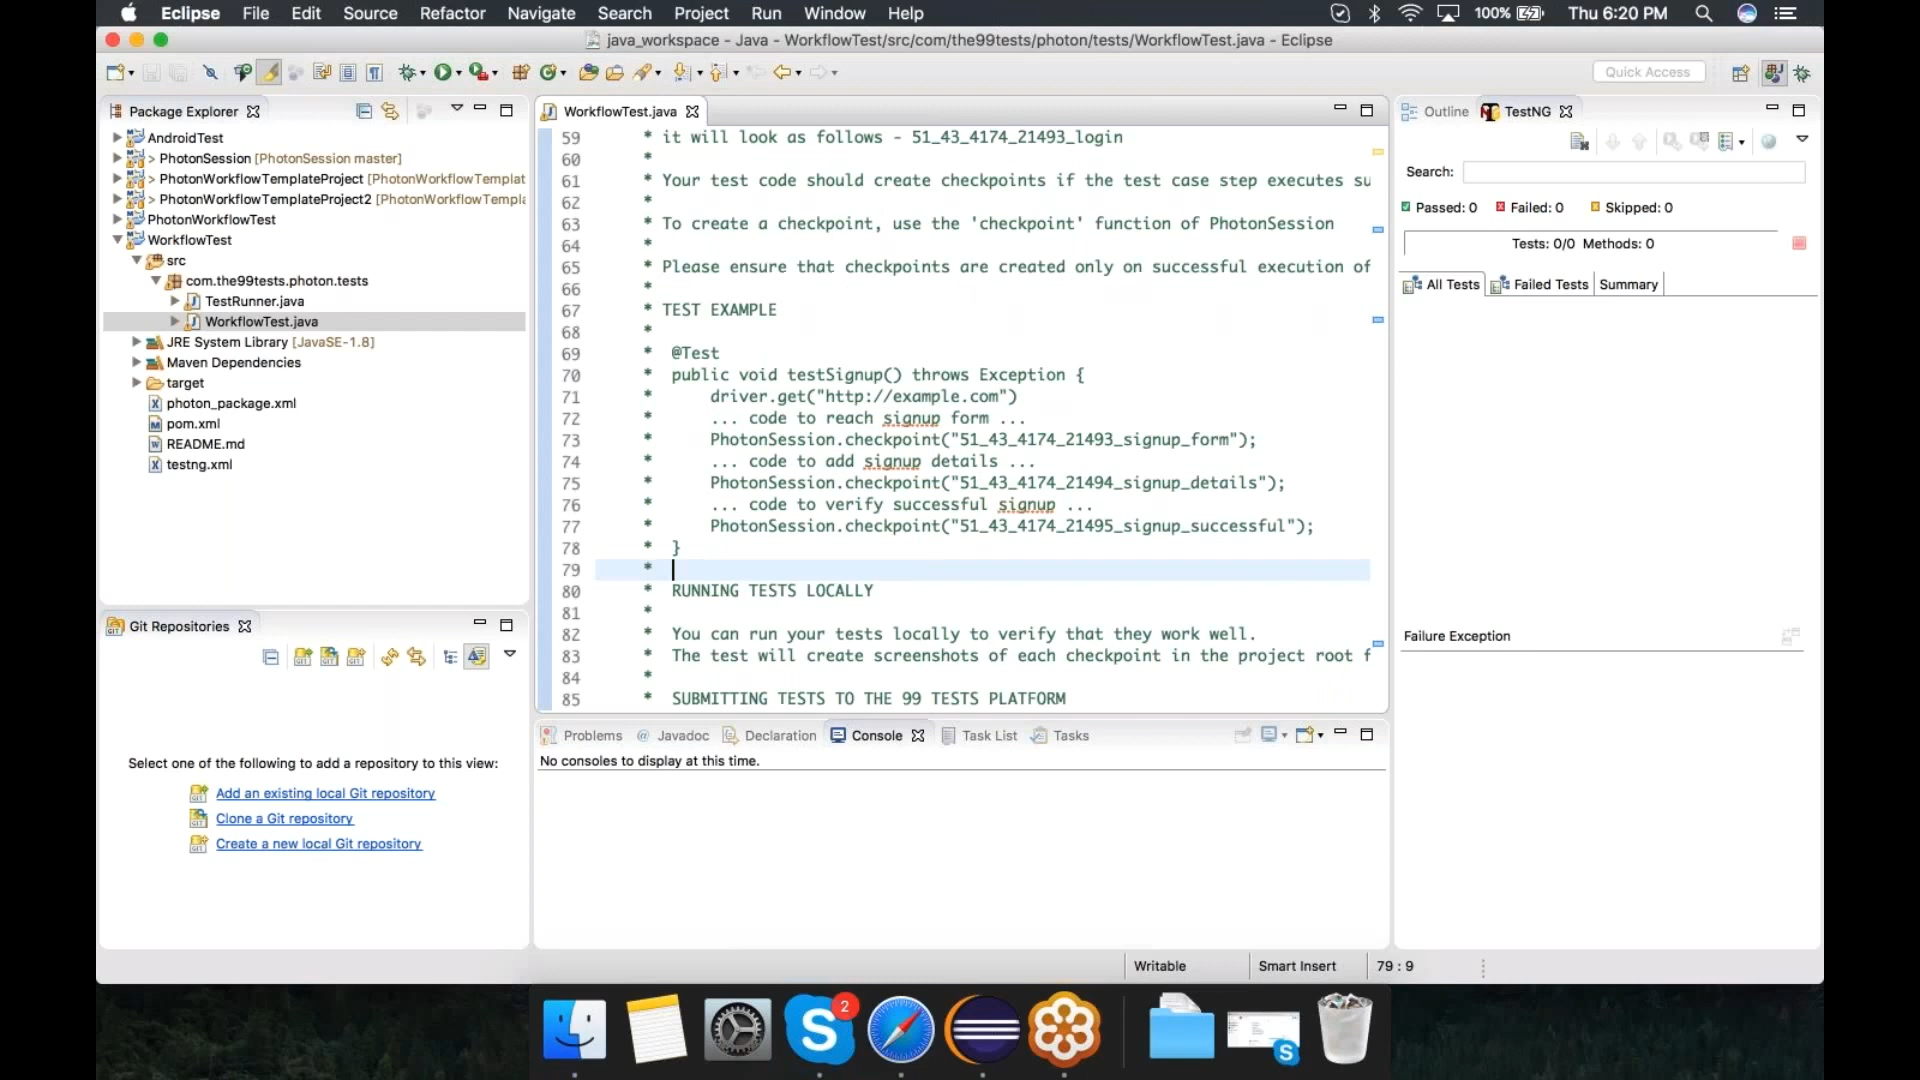 Eclipse File Edit Source Refactor Navigate Search Project Run Window Help 100% Thu 6:20 PM
java_workspace - Java - WorkflowTest/src/com/the99tests/photon/tests/WorkflowTest.java - Eclipse
Quick Access
Package Explorer
AndroidTest
> PhotonSession [PhotonSession master]
> PhotonWorkflowTemplateProject [PhotonWorkflowTemplat
> PhotonWorkflowTemplateProject2 [PhotonWorkflowTempla
PhotonWorkflowTest
WorkflowTest
src
com.the99tests.photon.tests
TestRunner.java
WorkflowTest.java
JRE System Library [JavaSE-1.8]
Maven Dependencies
target
photon_package.xml
pom.xml
README.md
testng.xml
Git Repositories
Select one of the following to add a repository to this view:
Add an existing local Git repository
Clone a Git repository
Create a new local Git repository
WorkflowTest.java
59 * it will look as follows - 51_43_4174_21493_login
60 *
61 * Your test code should create checkpoints if the test case step executes su
62 *
63 * To create a checkpoint, use the 'checkpoint' function of PhotonSession
64 *
65 * Please ensure that checkpoints are created only on successful execution of
66 *
67 * TEST EXAMPLE
68 *
69 * @Test
70 * public void testSignup() throws Exception {
71 * driver.get("http://example.com")
72 * ... code to reach signup form ...
73 * PhotonSession.checkpoint("51_43_4174_21493_signup_form");
74 * ... code to add signup details ...
75 * PhotonSession.checkpoint("51_43_4174_21494_signup_details");
76 * ... code to verify successful signup ...
77 * PhotonSession.checkpoint("51_43_4174_21495_signup_successful");
78 * }
79 *
80 * RUNNING TESTS LOCALLY
81 *
82 * You can run your tests locally to verify that they work well.
83 * The test will create screenshots of each checkpoint in the project root f
84 *
85 * SUBMITTING TESTS TO THE 99 TESTS PLATFORM
Problems Javadoc Declaration Console Task List Tasks
No consoles to display at this time.
Outline TestNG
Search:
Passed: 0 Failed: 0 Skipped: 0
Tests: 0/0 Methods: 0
All Tests Failed Tests Summary
Failure Exception
Writable Smart Insert 79 : 9
2